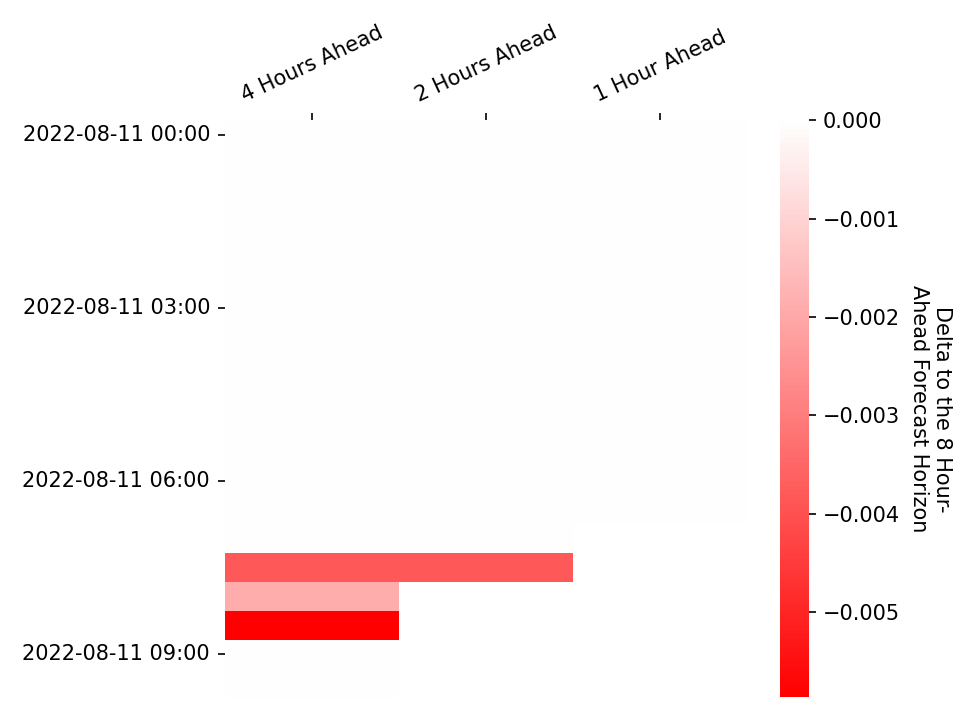 4 Hours Ahead
2 Hours Ahead
1 Hour Ahead
2022-08-11 00:00
2022-08-11 03:00
2022-08-11 06:00
2022-08-11 09:00
0.000
−0.001
−0.002
−0.003
−0.004
−0.005
Delta to the 8 Hour-
Ahead Forecast Horizon